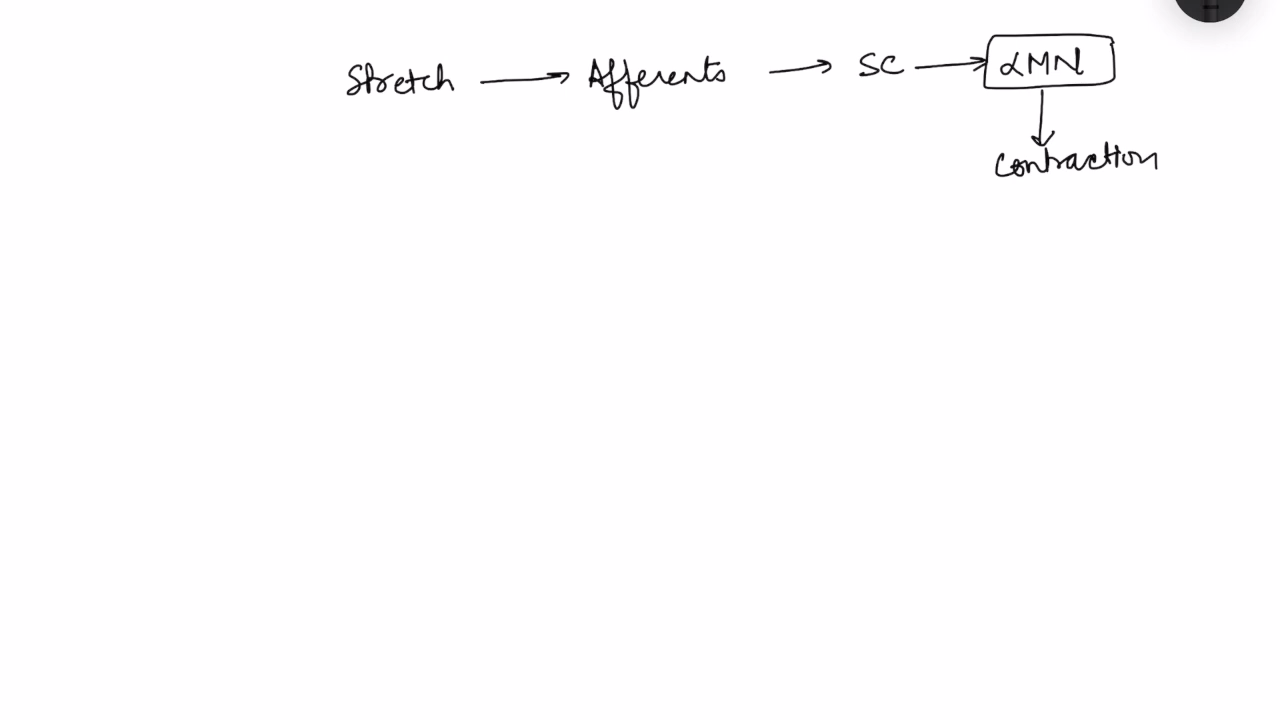 Stretch → Afferents → SC → αMN
↓
contraction